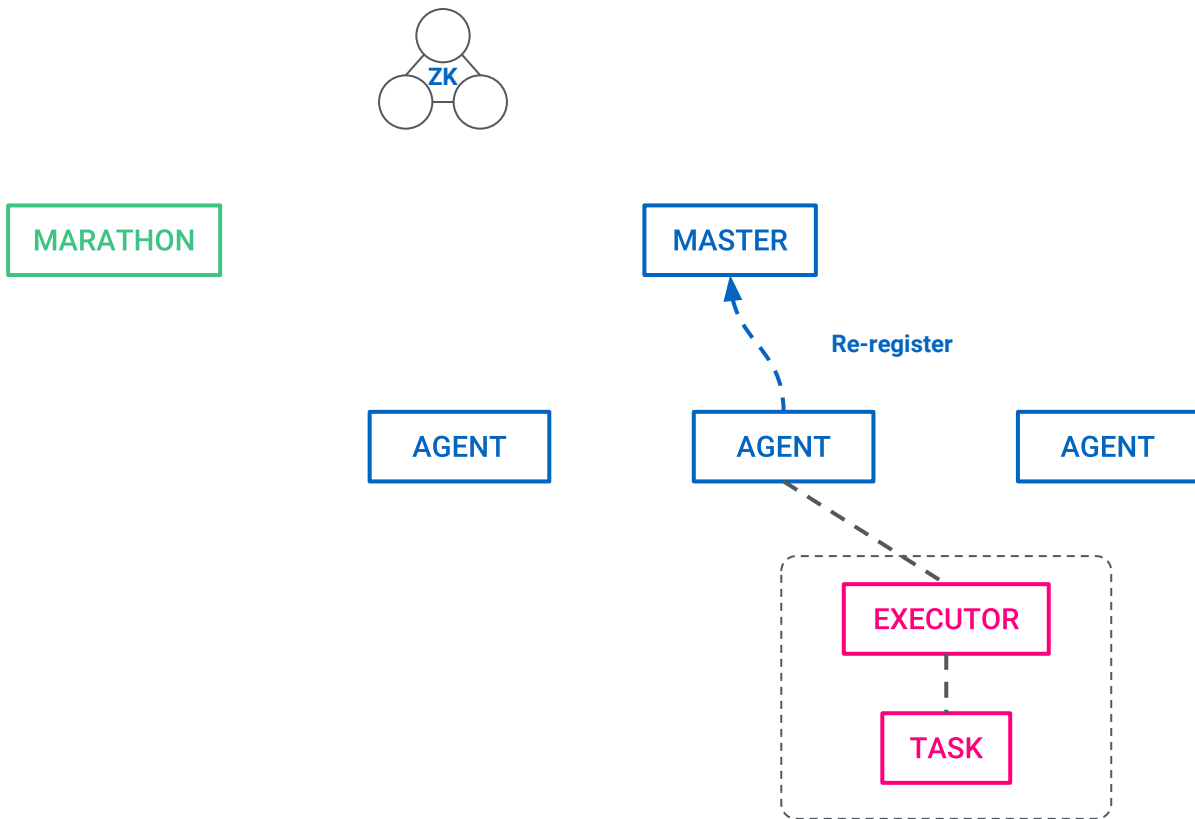 ZK
MARATHON
MASTER
Re-register
AGENT
AGENT
AGENT
EXECUTOR
TASK